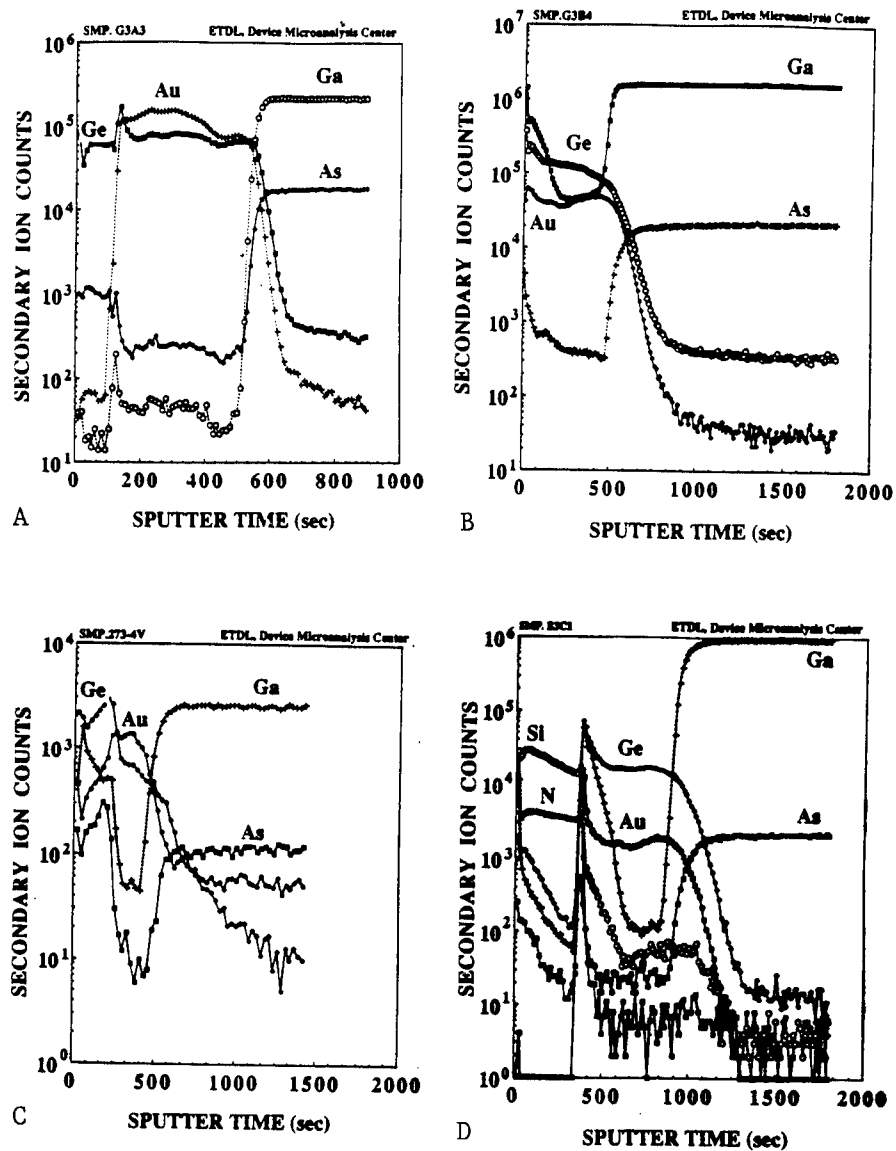 SMP. G3A3 ETDL, Device Microanalysis Center
10^6
10^5
10^4
10^3
10^2
10^1
SECONDARY ION COUNTS
Ge
Au
Ga
As
0 200 400 600 800 1000
SPUTTER TIME (sec)
A
SMP. G3B4 ETDL, Device Microanalysis Center
10^7
10^6
10^5
10^4
10^3
10^2
10^1
SECONDARY ION COUNTS
Ga
Ge
Au
As
0 500 1000 1500 2000
SPUTTER TIME (sec)
B
SMP.273-4V ETDL, Device Microanalysis Center
10^4
10^3
10^2
10^1
10^0
SECONDARY ION COUNTS
Ge
Au
Ga
As
0 500 1000 1500 2000
SPUTTER TIME (sec)
C
ETDL, Device Microanalysis Center
10^6
10^5
10^4
10^3
10^2
10^1
10^0
SECONDARY ION COUNTS
Ga
Si
Ge
N
Au
As
0 500 1000 1500 2000
SPUTTER TIME (sec)
D